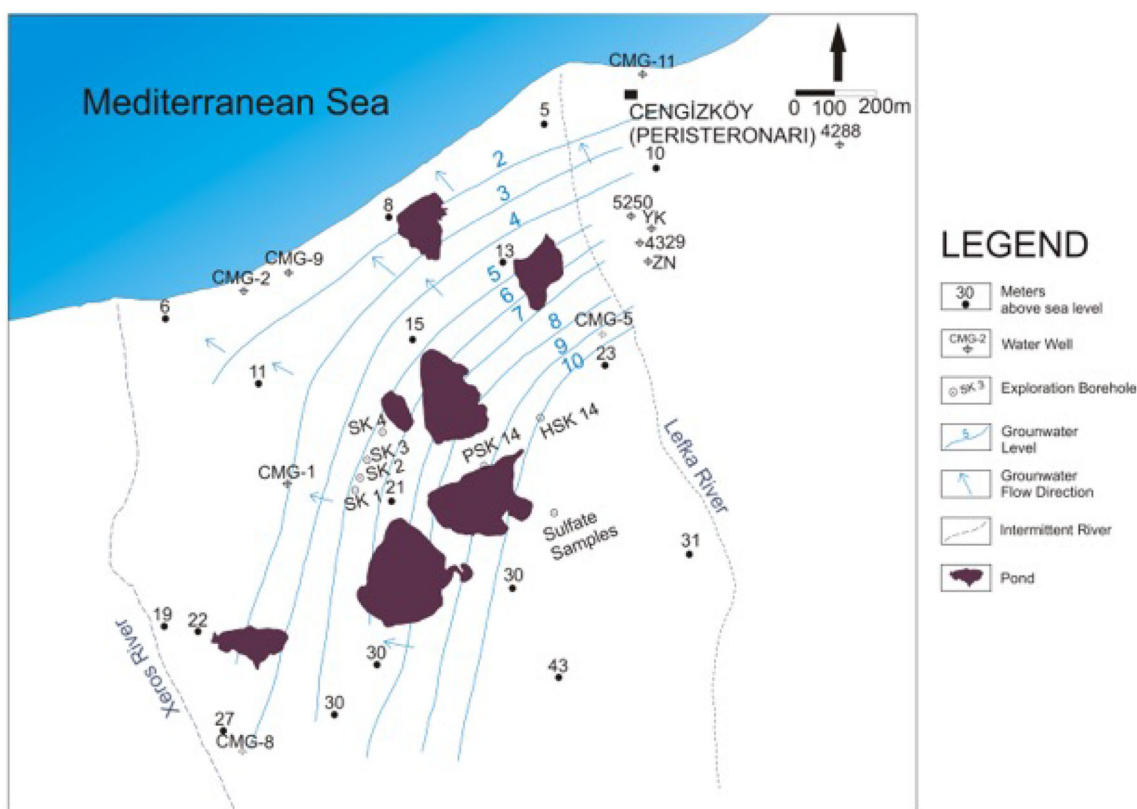 CMG-11
Mediterranean Sea
0 100 200m
5
CENGİZKÖY
(PERISTERONARI)
4288
2
10
3
8
4
5250
YK
13
4329
CMG-9
5
ZN
CMG-2
6
7
6
8
CMG-5
15
9
23
10
11
SK 4
HSK 14
PSK 14
SK 3
CMG-1
SK 2
SK 1
21
Lefka River
Sulfate
Samples
31
30
19
22
Xeros River
30
43
30
27
CMG-8
LEGEND
30
Meters
above sea level
CMG-2
Water Well
SK 3
Exploration Borehole
5
Grounwater
Level
Grounwater
Flow Direction
Intermittent River
Pond